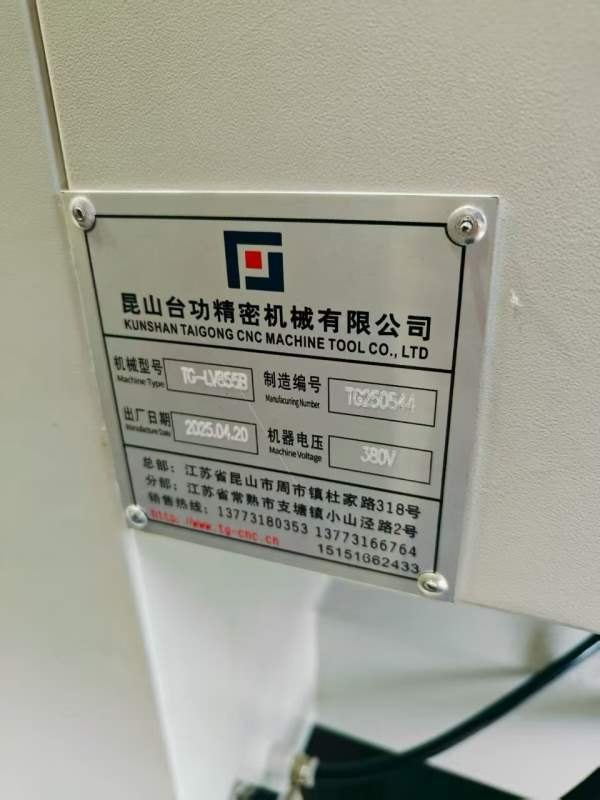 昆山台功精密机械有限公司
KUNSHAN TAIGONG CNC MACHINE TOOL CO., LTD
机械型号 TG-LV855B 制造编号 TG250544
Machine Type Manufacuring Number
出厂日期 2025.04.20 机器电压 380V
Manufacture Date Machine Voltage
总部：江苏省昆山市周市镇杜家路318号
分部：江苏省常熟市支塘镇小山泾路2号
销售热线：13773180353 13773166764
http://www.tg-cnc.cn 15151662433